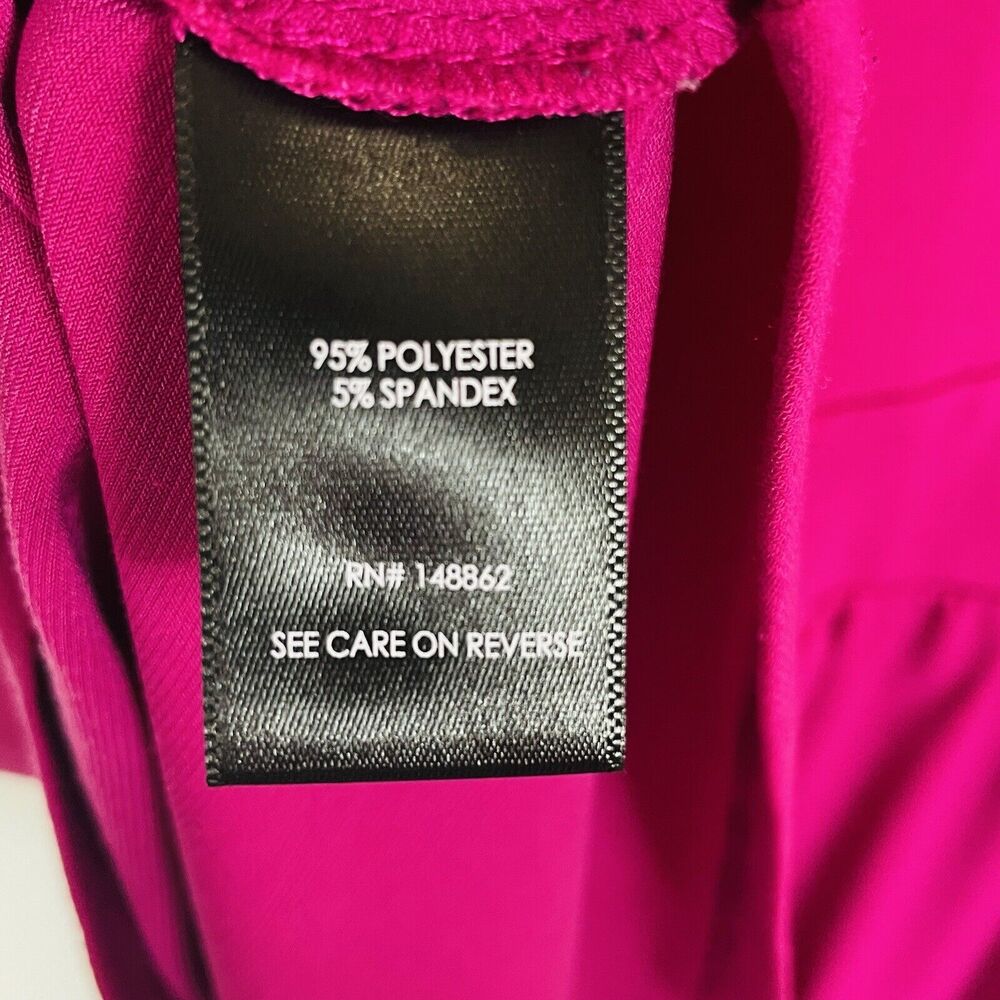 95% POLYESTER
5% SPANDEX
RN# 148862
SEE CARE ON REVERSE